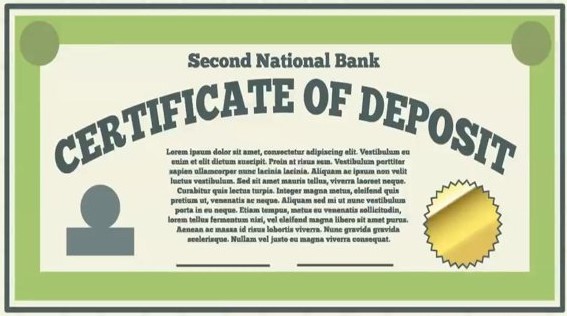 Second National Bank
CERTIFICATE OF DEPOSIT
Lorem ipsum dolor sit amet, consectetur adipiscing elit. Vestibulum eu
enim et elit dictum suscipit. Proin at risus sem. Vestibulum porttitor
sapien ullamcorper nunc lacinia lacinia. Aliquam ac ipsum non velit
luctus vestibulum. Sed sit amet mauris tellus, viverra laoreet neque.
Curabitur quis lectus turpis. Integer magna metus, eleifend quis
pretium ut, venenatis ac neque. Aliquam sed mi ut nunc vestibulum
porta in eu neque. Etiam tempus, metus eu venenatis sollicitudin,
lorem tellus fermentum nisi, vel eleifend magna libero sit amet purus.
Aenean ac massa id risus lobortis viverra. Nunc gravida gravida
scelerisque. Nullam vel justo eu magna viverra consequat.